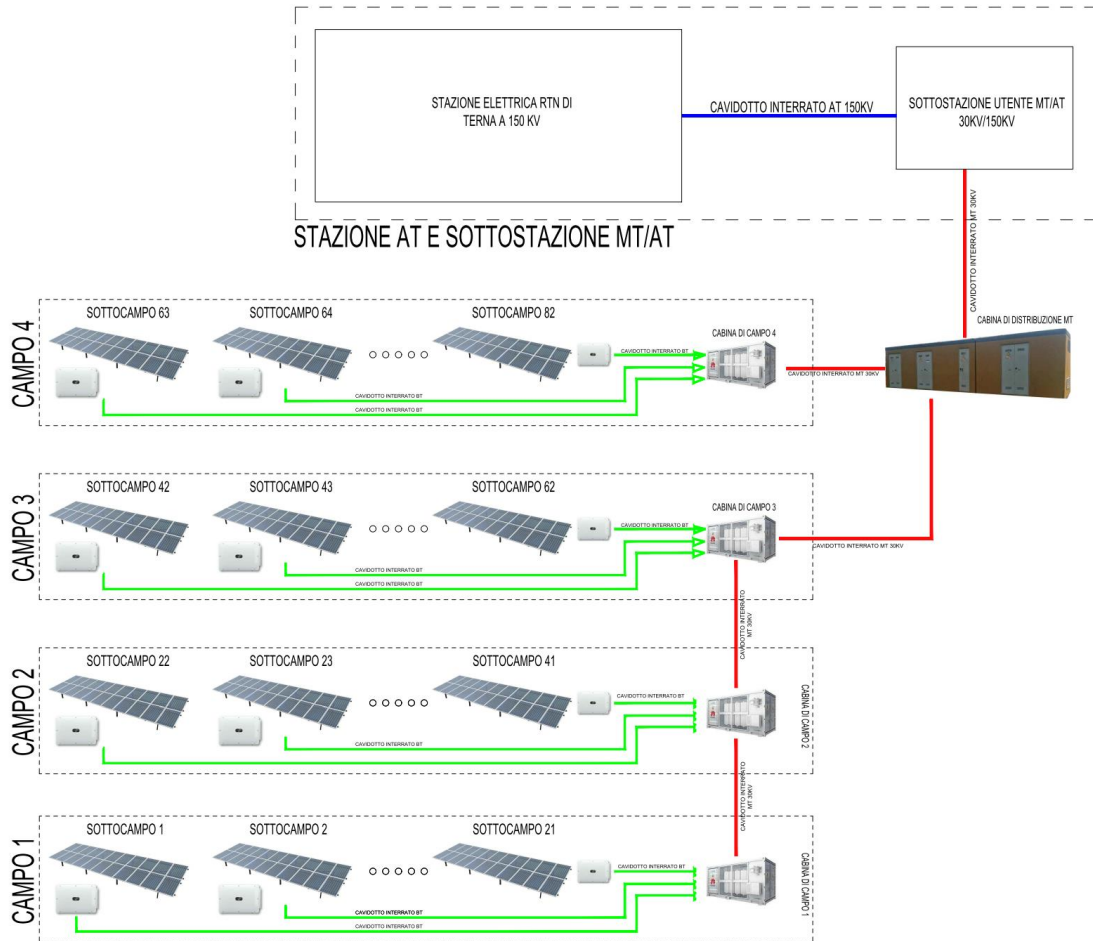 STAZIONE ELETTRICA RTN DI
TERNA A 150 KV
CAVIDOTTO INTERRATO AT 150KV
SOTTOSTAZIONE UTENTE MT/AT
30KV/150KV
CAVIDOTTO INTERRATO MT 30KV
STAZIONE AT E SOTTOSTAZIONE MT/AT
CABINA DI DISTRIBUZIONE MT
CAMPO 4
SOTTOCAMPO 63
SOTTOCAMPO 64
SOTTOCAMPO 82
CABINA DI CAMPO 4
CAVIDOTTO INTERRATO BT
CAVIDOTTO INTERRATO MT 30KV
CAVIDOTTO INTERRATO BT
CAVIDOTTO INTERRATO BT
CAMPO 3
SOTTOCAMPO 42
SOTTOCAMPO 43
SOTTOCAMPO 62
CABINA DI CAMPO 3
CAVIDOTTO INTERRATO BT
CAVIDOTTO INTERRATO MT 30KV
CAVIDOTTO INTERRATO BT
CAVIDOTTO INTERRATO BT
CAVIDOTTO INTERRATO
MT 30KV
CAMPO 2
SOTTOCAMPO 22
SOTTOCAMPO 23
SOTTOCAMPO 41
CABINA DI CAMPO 2
CAVIDOTTO INTERRATO BT
CAVIDOTTO INTERRATO BT
CAVIDOTTO INTERRATO BT
CAVIDOTTO INTERRATO
MT 30KV
CAMPO 1
SOTTOCAMPO 1
SOTTOCAMPO 2
SOTTOCAMPO 21
CABINA DI CAMPO 1
CAVIDOTTO INTERRATO BT
CAVIDOTTO INTERRATO BT
CAVIDOTTO INTERRATO BT